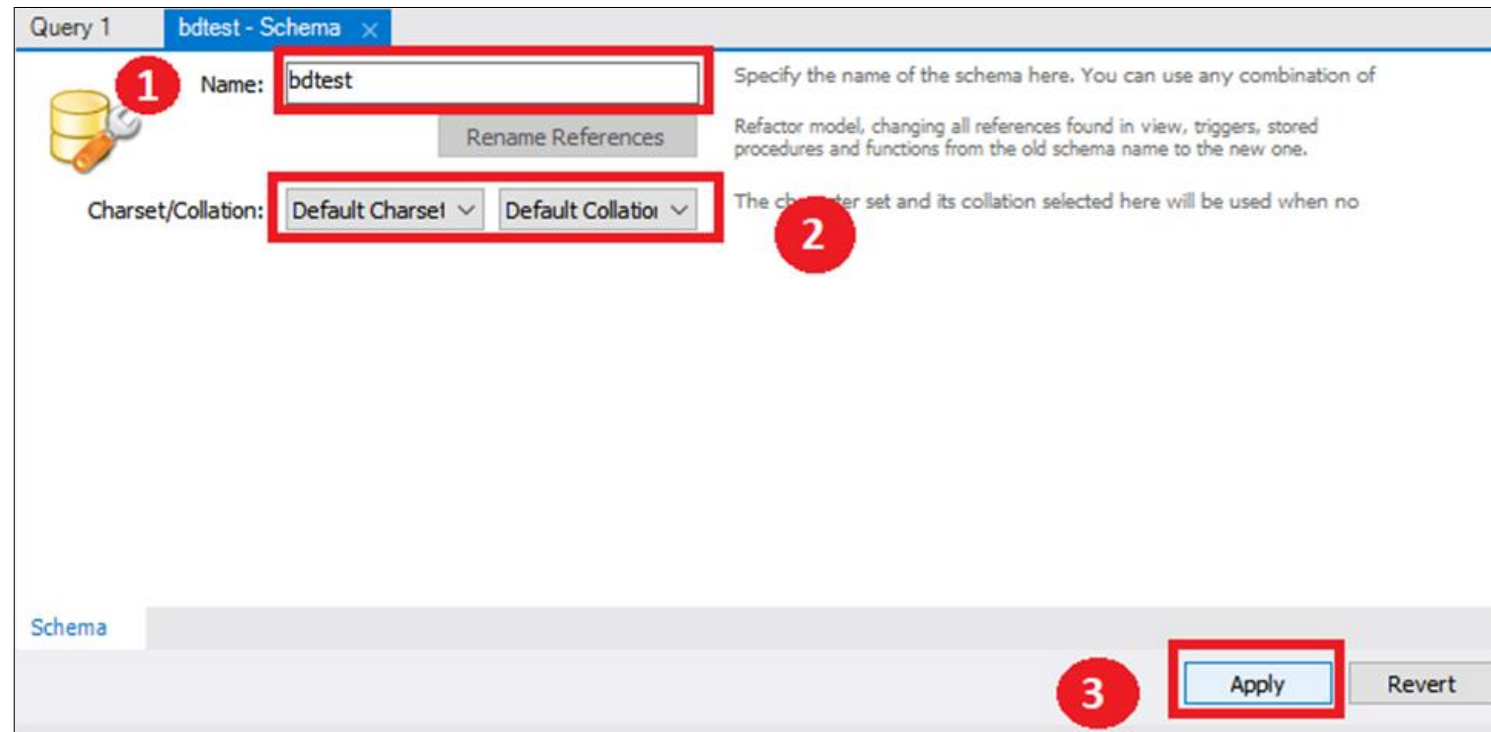 Query 1 bdtest - Schema ×
1 Name: bdtest Specify the name of the schema here. You can use any combination of
Rename References Refactor model, changing all references found in view, triggers, stored
procedures and functions from the old schema name to the new one.
Charset/Collation: Default Charset Default Collation The character set and its collation selected here will be used when no
2
Schema
3 Apply Revert